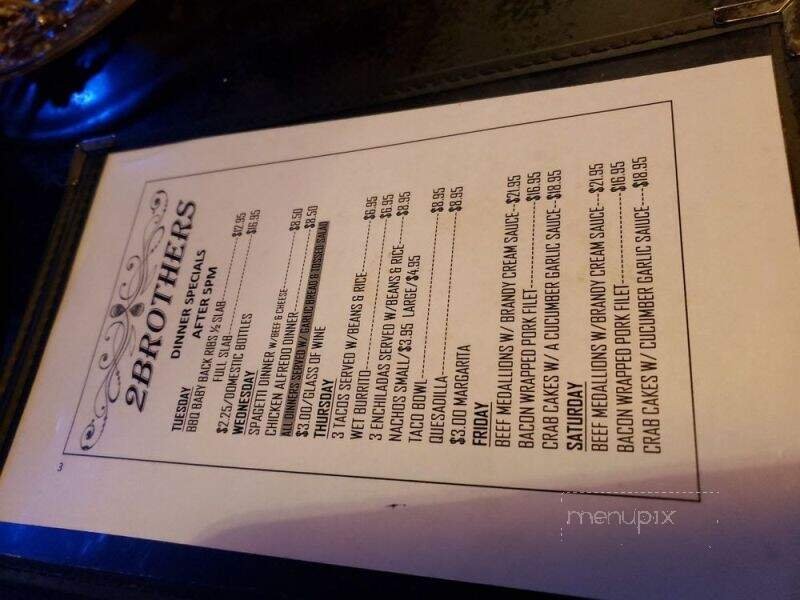 2BROTHERS
DINNER SPECIALS
AFTER 5PM
TUESDAY
BBQ BABY BACK RIBS ½ SLAB----------$12.95
FULL SLAB--------------------$16.95
$2.25/DOMESTIC BOTTLES
WEDNESDAY
SPAGETTI DINNER W/BEEF & CHEESE----------$8.50
CHICKEN ALFREDO DINNER--------------------$8.50
ALL DINNERS SERVED W/ GARLIC BREAD & TOSSED SALAD
$3.00/GLASS OF WINE
THURSDAY
3 TACOS SERVED W/BEANS & RICE----------$6.95
WET BURRITO--------------------$6.95
3 ENCHILADAS SERVED W/BEANS & RICE-----$8.95
NACHOS SMALL/$3.95 LARGE/$4.95
TACO BOWL------------------------------$8.95
QUESADILLA------------------------------$8.95
$3.00 MARGARITA
FRIDAY
BEEF MEDALLIONS W/ BRANDY CREAM SAUCE--$21.95
BACON WRAPPED PORK FILET--------------------$16.95
CRAB CAKES W/ A CUCUMBER GARLIC SAUCE-$18.95
SATURDAY
BEEF MEDALLIONS W/BRANDY CREAM SAUCE---$21.95
BACON WRAPPED PORK FILET--------------------$16.95
CRAB CAKES W/ CUCUMBER GARLIC SAUCE----$18.95
3
menupix